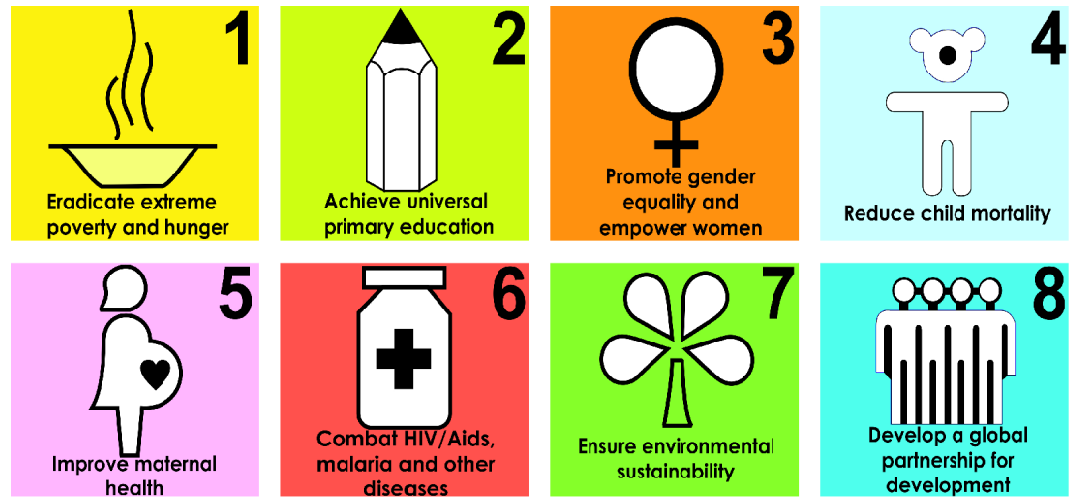 1
Eradicate extreme
poverty and hunger
2
Achieve universal
primary education
3
Promote gender
equality and
empower women
4
Reduce child mortality
5
Improve maternal
health
6
Combat HIV/Aids,
malaria and other
diseases
7
Ensure environmental
sustainability
8
Develop a global
partnership for
development